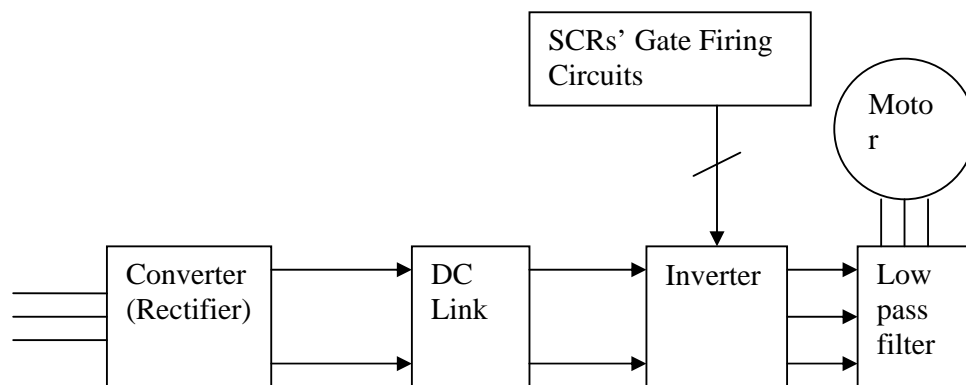 SCRs’ Gate Firing
Circuits
Moto
r
Converter
(Rectifier)
DC
Link
Inverter
Low
pass
filter